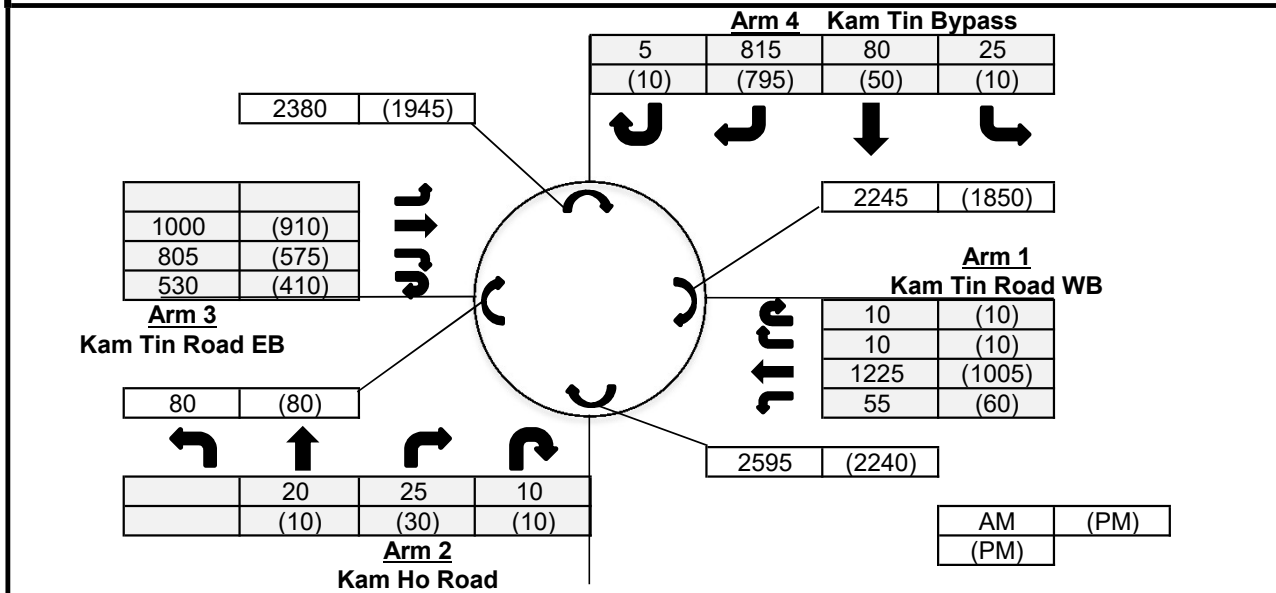 Arm 4 Kam Tin Bypass
5 815 80 25
(10) (795) (50) (10)
2380 (1945)
2245 (1850)
1000 (910)
805 (575)
530 (410)
Arm 3
Kam Tin Road EB
Arm 1
Kam Tin Road WB
10 (10)
10 (10)
1225 (1005)
55 (60)
80 (80)
2595 (2240)
20 25 10
(10) (30) (10)
Arm 2
Kam Ho Road
AM (PM)
(PM)